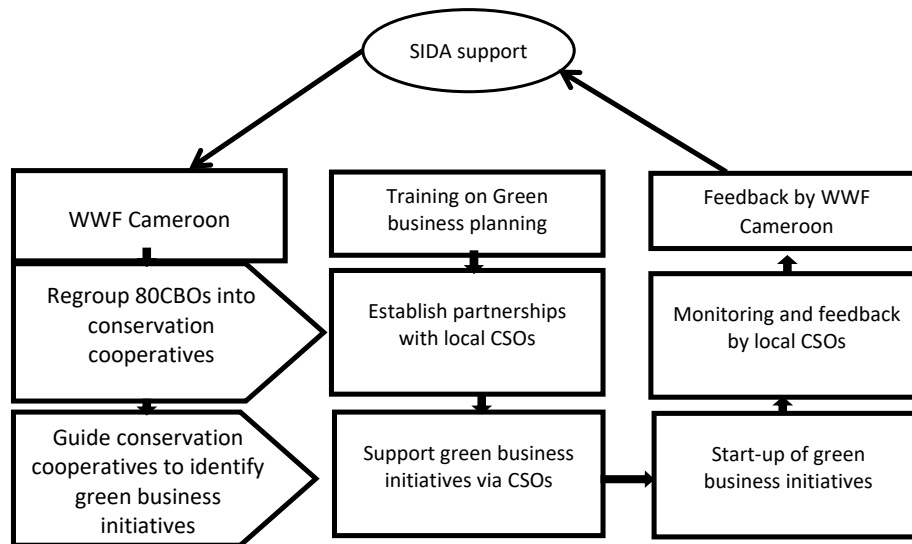 SIDA support
WWF Cameroon
Training on Green
business planning
Feedback by WWF
Cameroon
Regroup 80CBOs into
conservation
cooperatives
Establish partnerships
with local CSOs
Monitoring and feedback
by local CSOs
Guide conservation
cooperatives to identify
green business
initiatives
Support green business
initiatives via CSOs
Start-up of green
business initiatives